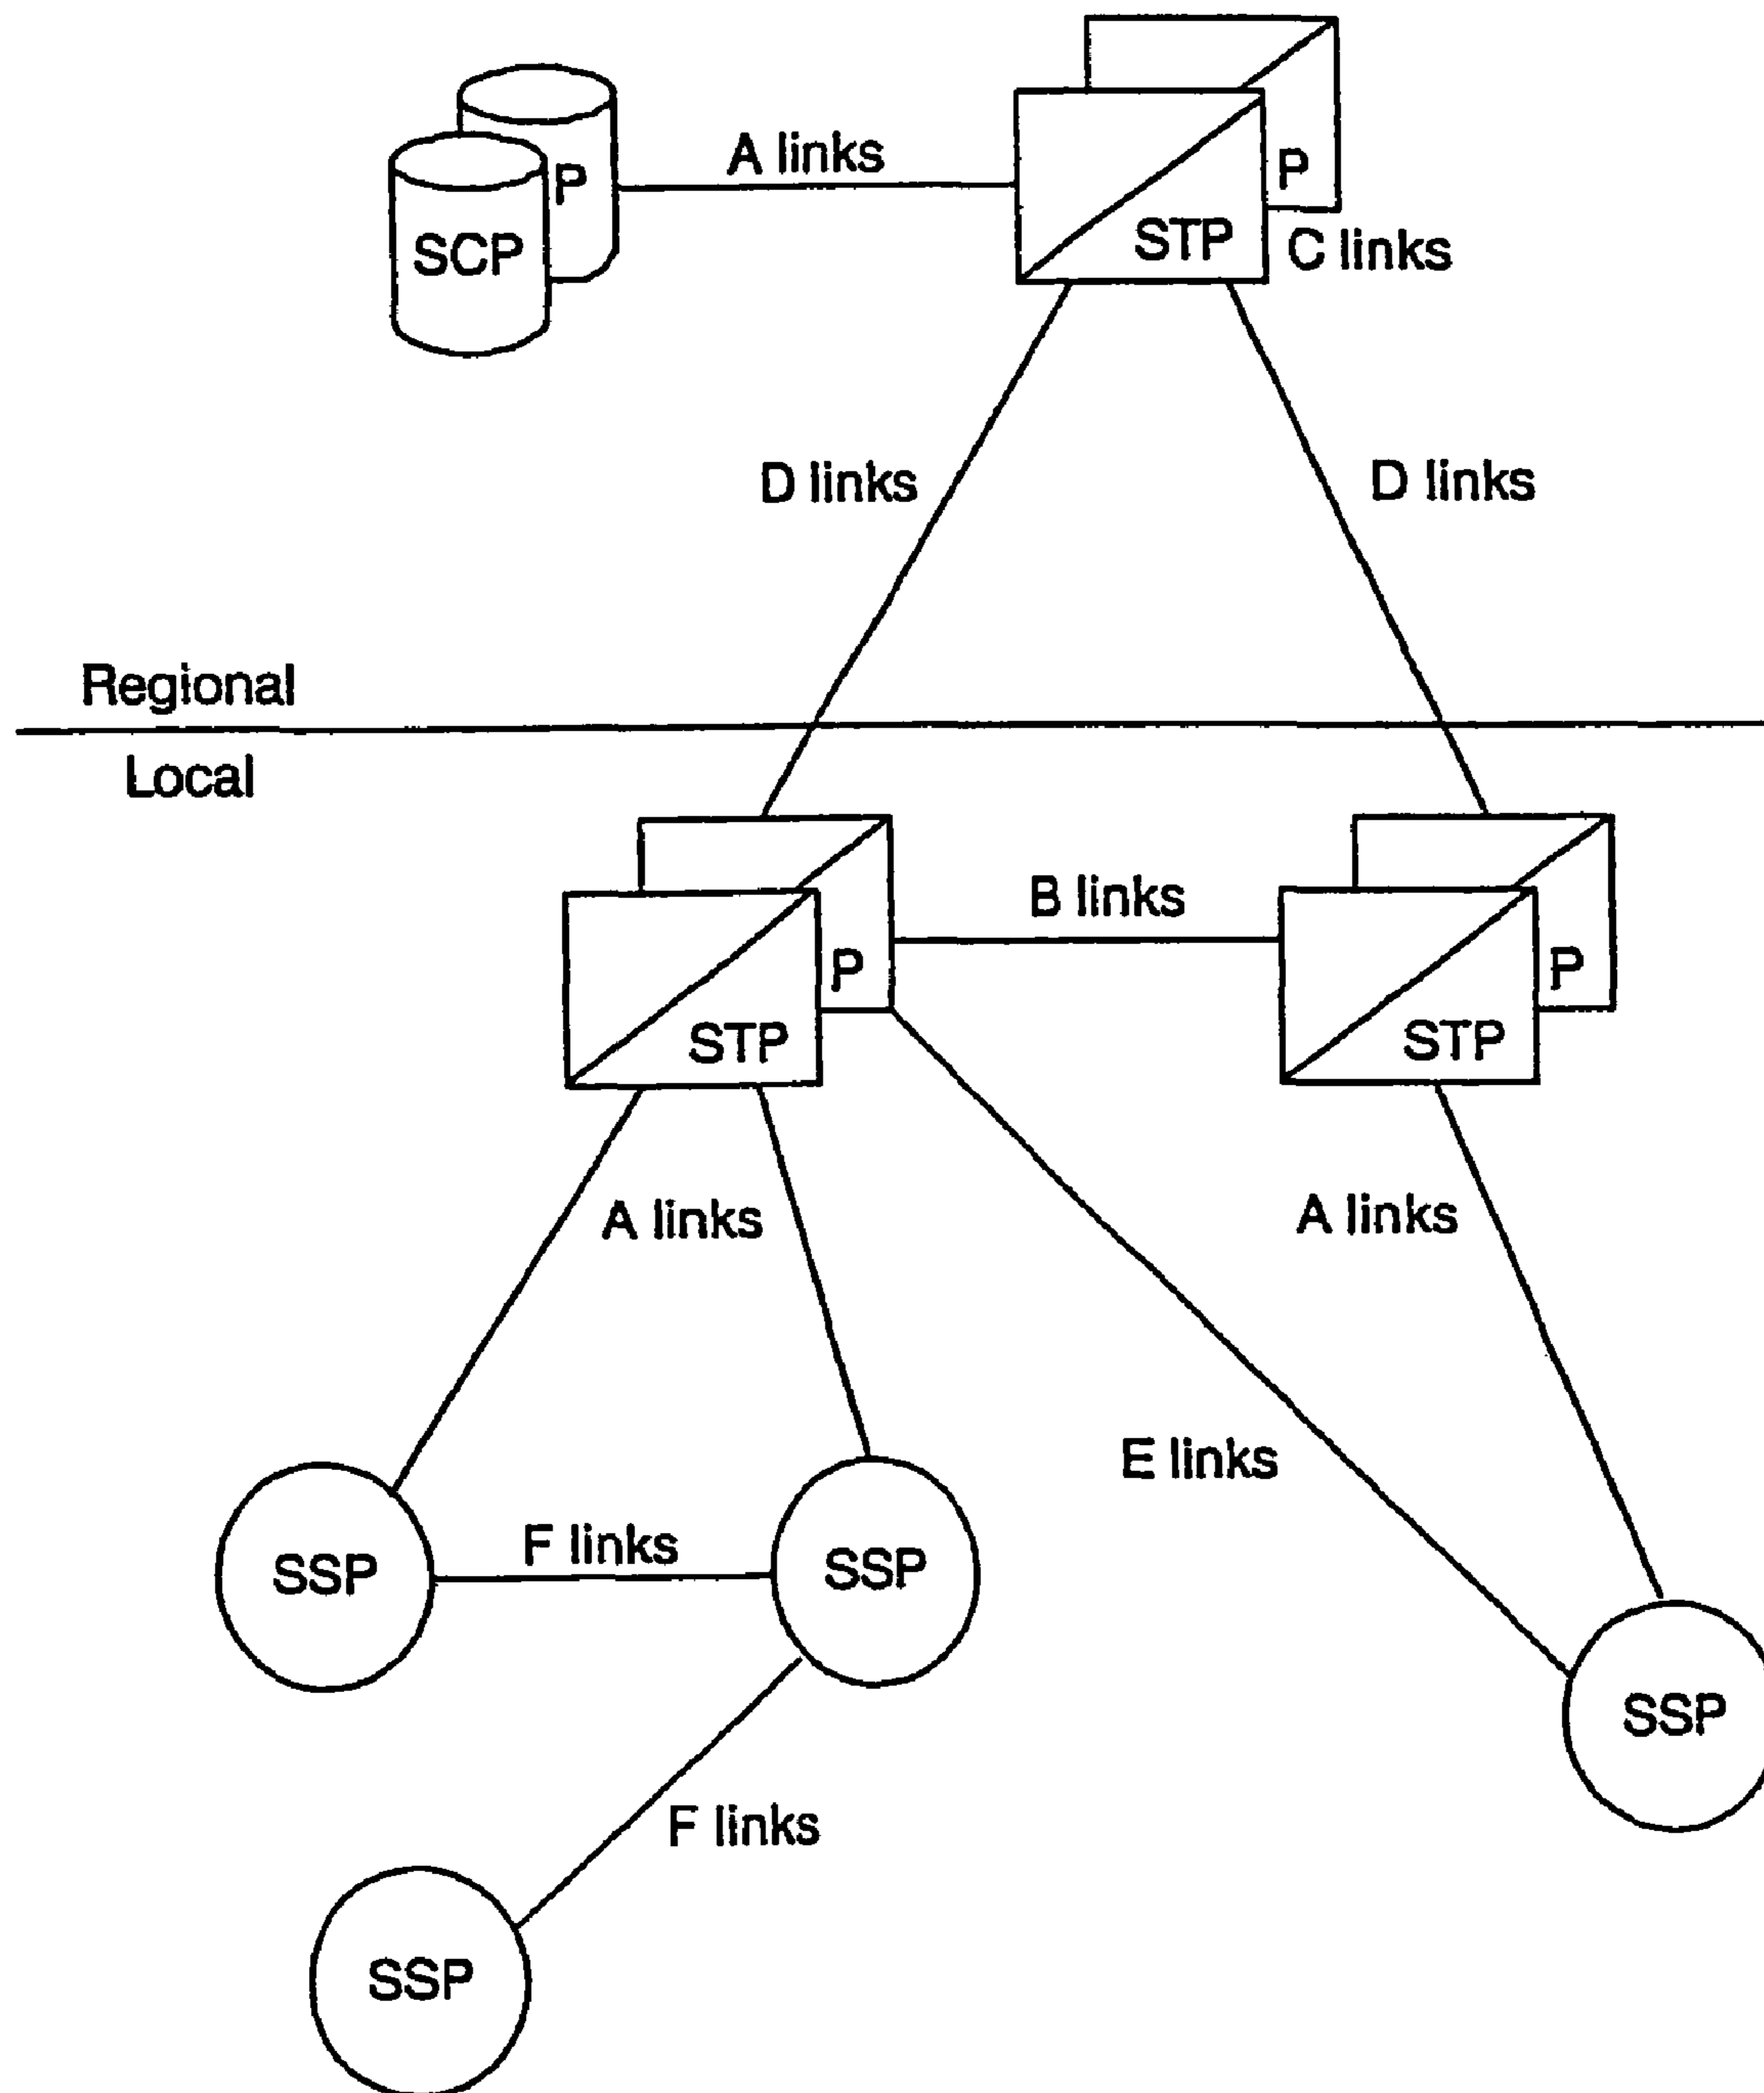 A links
P
P
STP
SCP
C links
D links
D links
Regional
Local
B links
P
P
STP
STP
A links
A links
E links
F links
SSP
SSP
SSP
F links
SSP